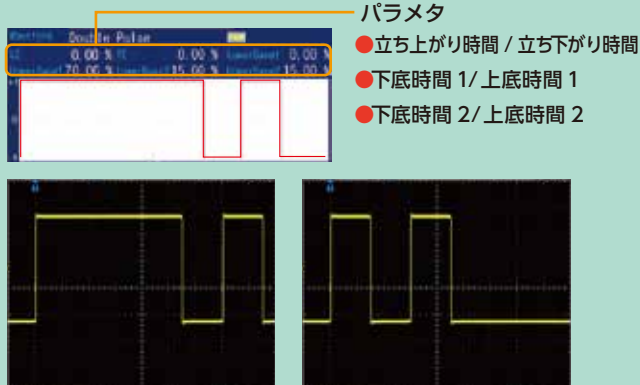 パラメタ
●立ち上がり時間 / 立ち下がり時間
●下底時間 1/ 上底時間 1
●下底時間 2/ 上底時間 2
Double Pulse
0.00 % 0.00 % 0.00 %
70.00 % 15.00 % 15.00 %